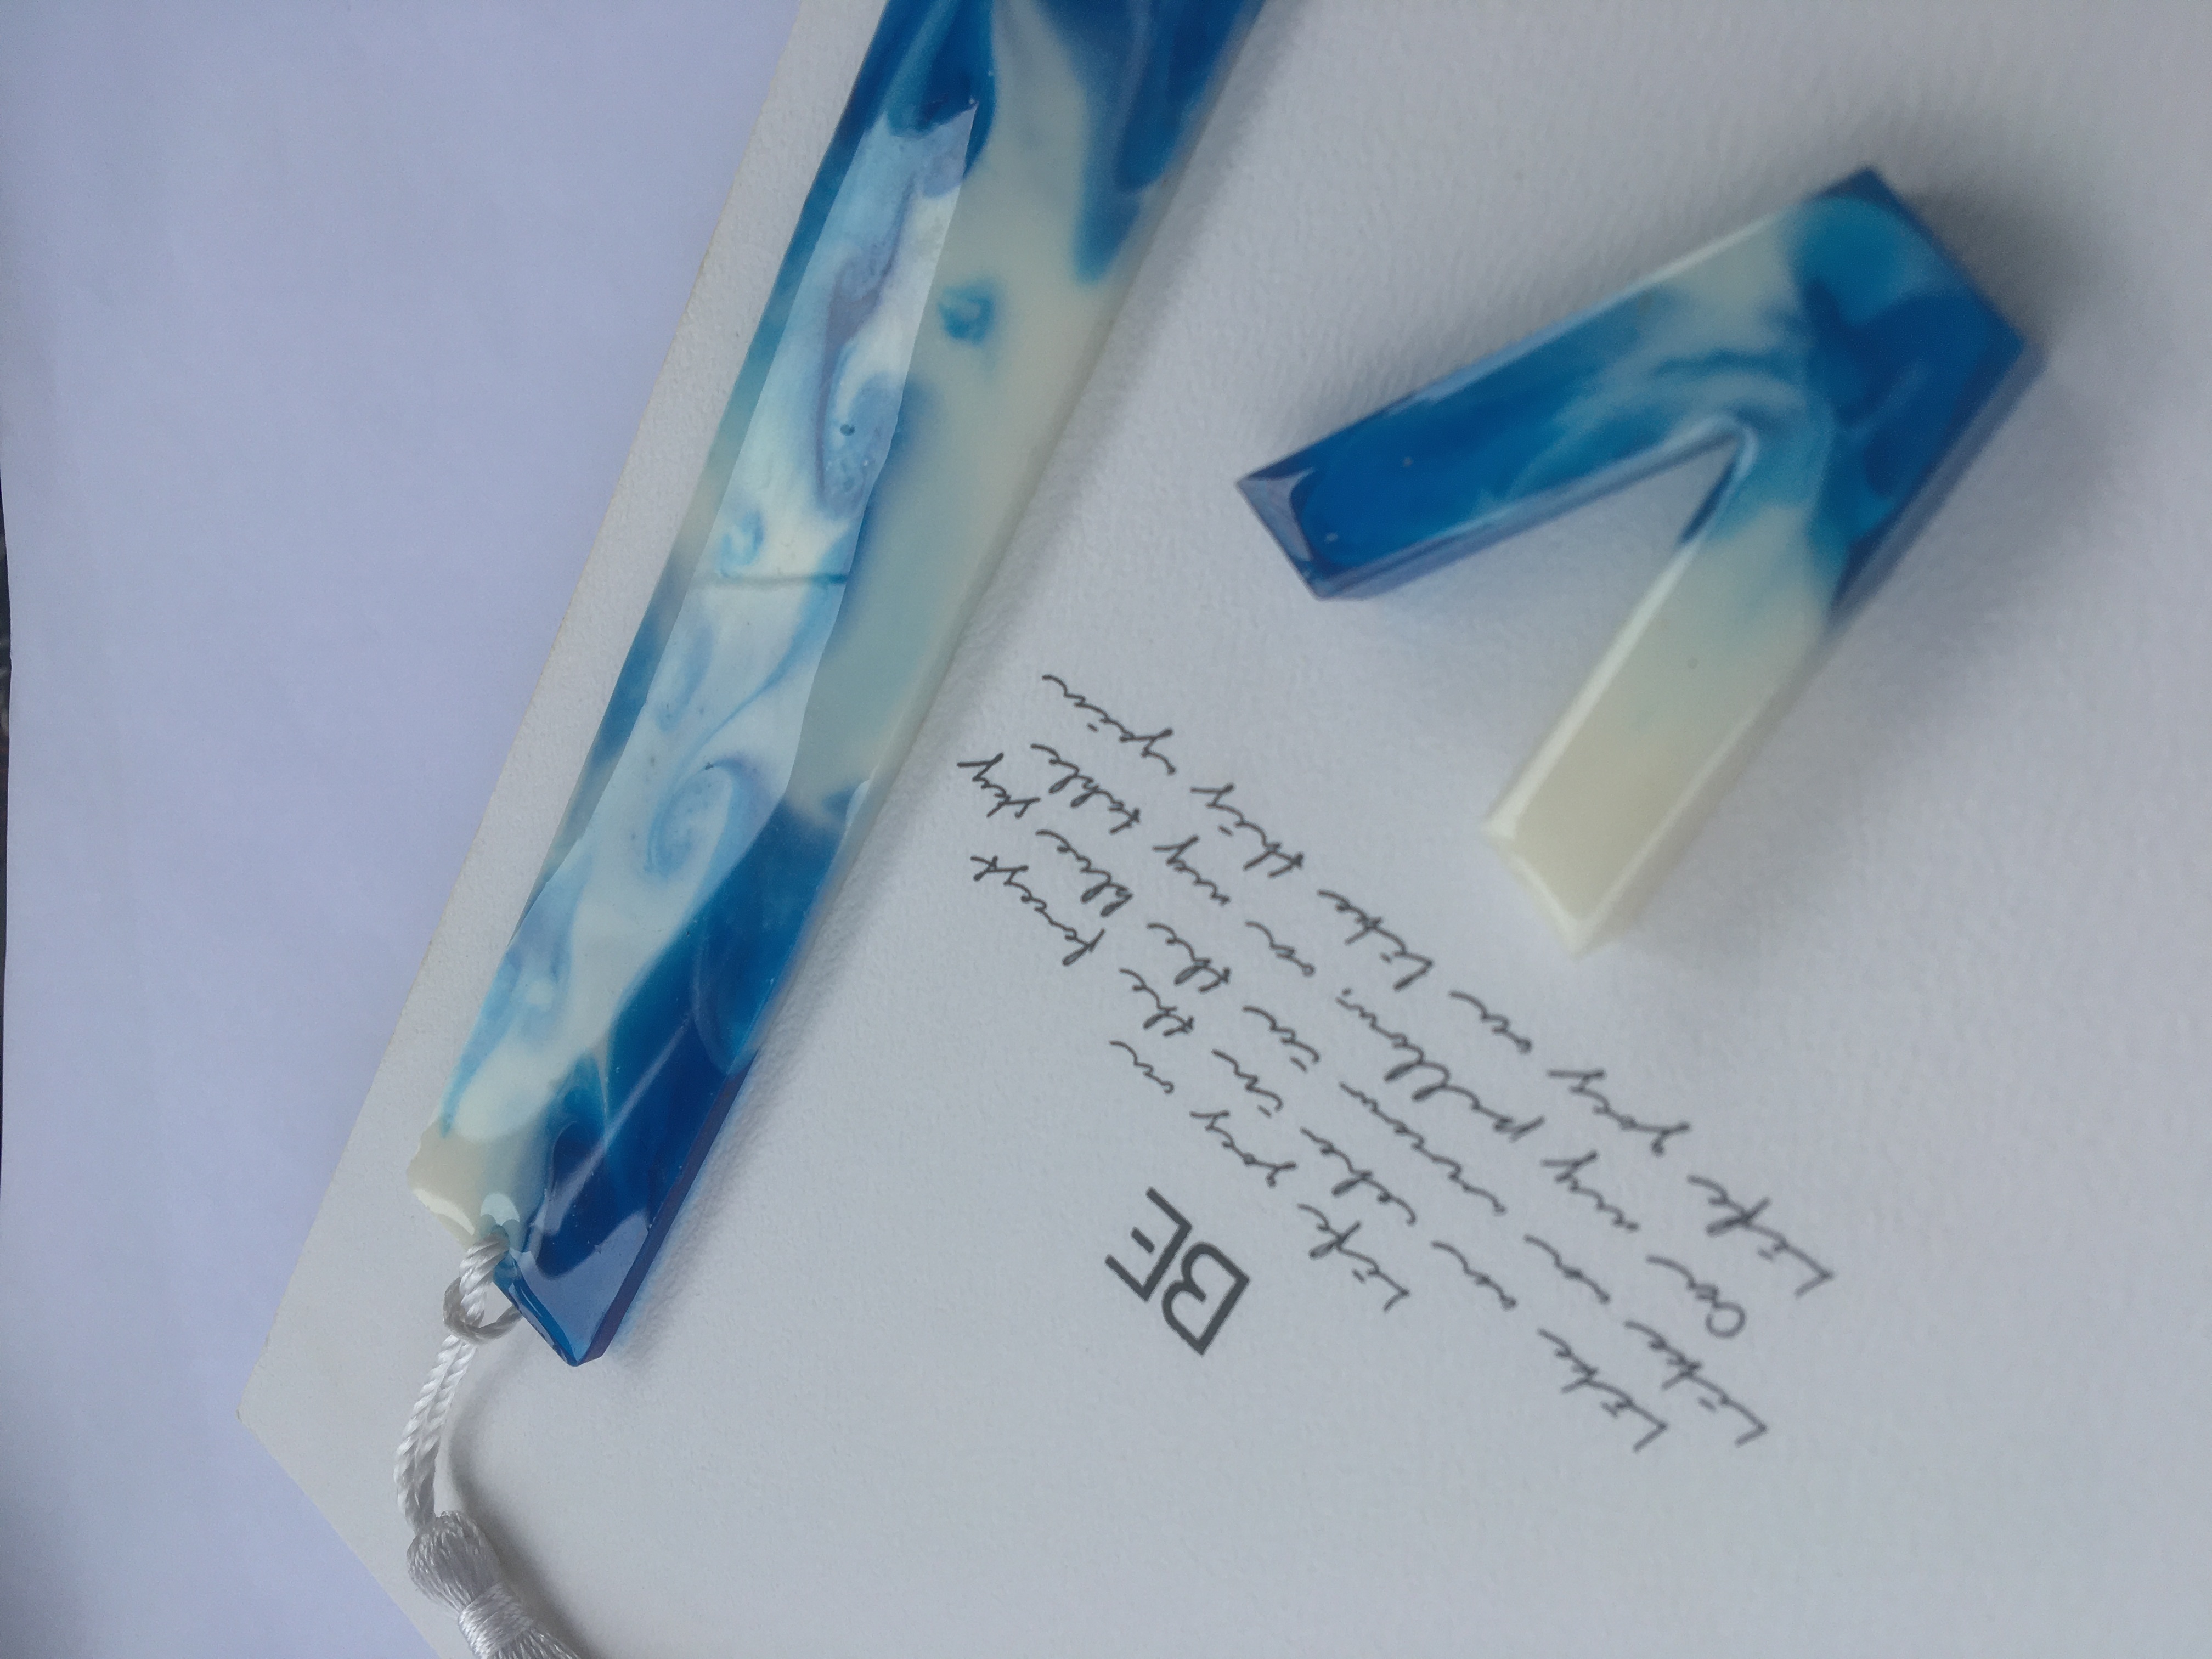 BE
Life goes on
Like an echo in the forest
Like an arrow in the blue sky
On my pillow, on my table
Life goes on like this again
V